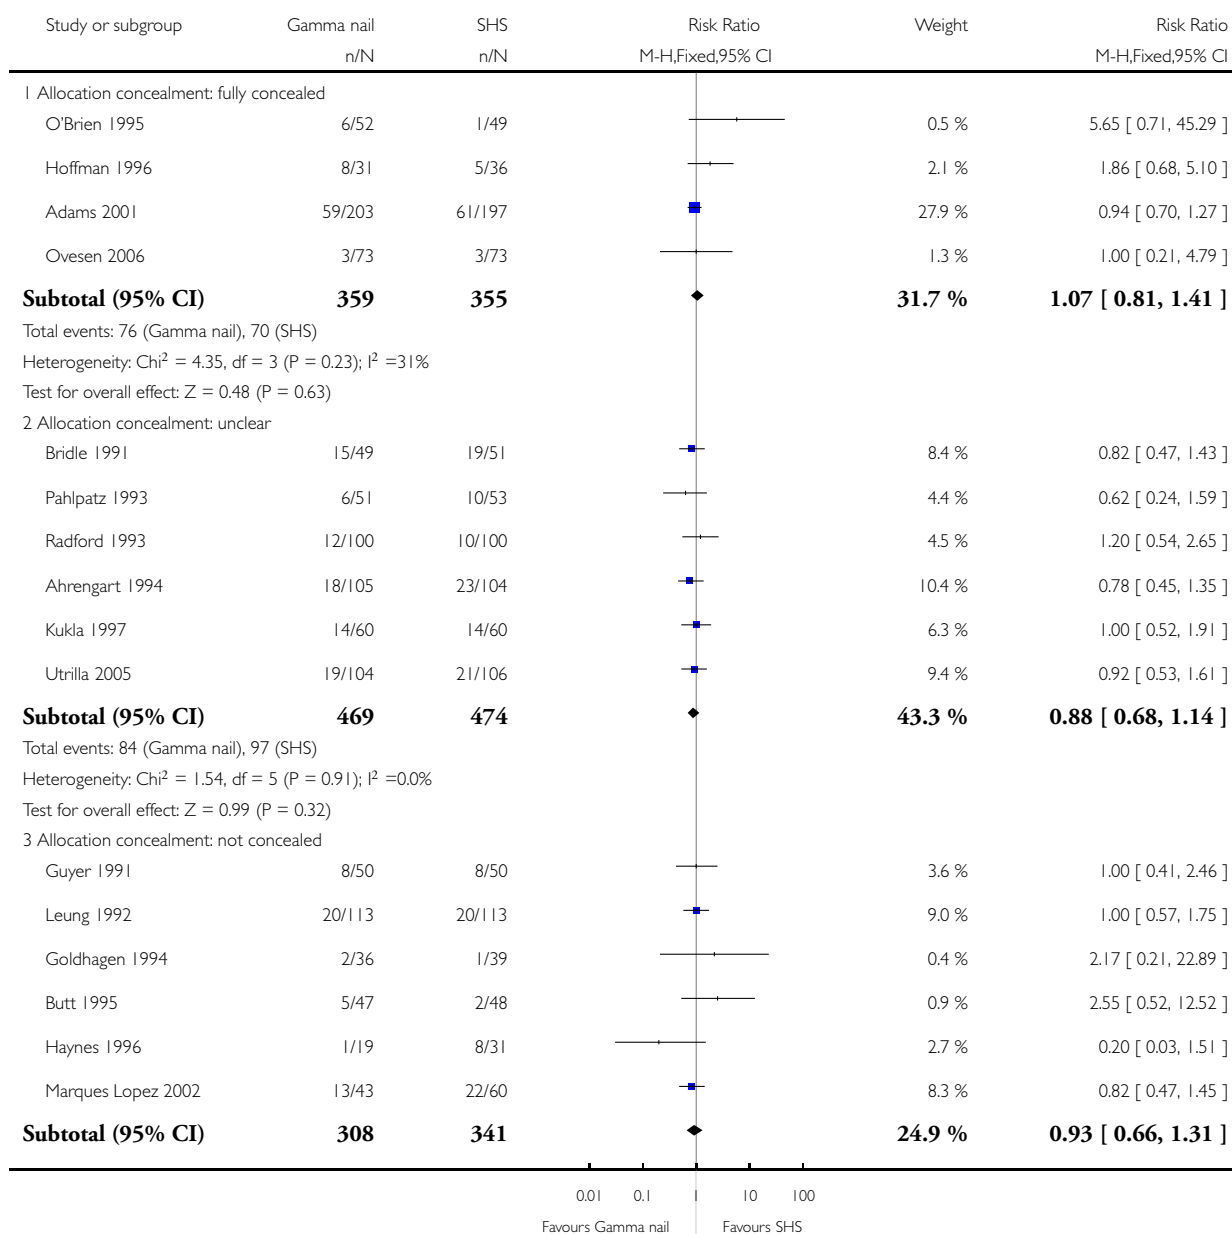 Study or subgroup Gamma nail SHS Risk Ratio Weight Risk Ratio
n/N n/N M-H,Fixed,95% CI M-H,Fixed,95% CI
1 Allocation concealment: fully concealed
O'Brien 1995 6/52 1/49 0.5 % 5.65 [ 0.71, 45.29 ]
Hoffman 1996 8/31 5/36 2.1 % 1.86 [ 0.68, 5.10 ]
Adams 2001 59/203 61/197 27.9 % 0.94 [ 0.70, 1.27 ]
Ovesen 2006 3/73 3/73 1.3 % 1.00 [ 0.21, 4.79 ]
Subtotal (95% CI) 359 355 31.7 % 1.07 [ 0.81, 1.41 ]
Total events: 76 (Gamma nail), 70 (SHS)
Heterogeneity: Chi² = 4.35, df = 3 (P = 0.23); I² =31%
Test for overall effect: Z = 0.48 (P = 0.63)
2 Allocation concealment: unclear
Bridle 1991 15/49 19/51 8.4 % 0.82 [ 0.47, 1.43 ]
Pahlpatz 1993 6/51 10/53 4.4 % 0.62 [ 0.24, 1.59 ]
Radford 1993 12/100 10/100 4.5 % 1.20 [ 0.54, 2.65 ]
Ahrengart 1994 18/105 23/104 10.4 % 0.78 [ 0.45, 1.35 ]
Kukla 1997 14/60 14/60 6.3 % 1.00 [ 0.52, 1.91 ]
Utrilla 2005 19/104 21/106 9.4 % 0.92 [ 0.53, 1.61 ]
Subtotal (95% CI) 469 474 43.3 % 0.88 [ 0.68, 1.14 ]
Total events: 84 (Gamma nail), 97 (SHS)
Heterogeneity: Chi² = 1.54, df = 5 (P = 0.91); I² =0.0%
Test for overall effect: Z = 0.99 (P = 0.32)
3 Allocation concealment: not concealed
Guyer 1991 8/50 8/50 3.6 % 1.00 [ 0.41, 2.46 ]
Leung 1992 20/113 20/113 9.0 % 1.00 [ 0.57, 1.75 ]
Goldhagen 1994 2/36 1/39 0.4 % 2.17 [ 0.21, 22.89 ]
Butt 1995 5/47 2/48 0.9 % 2.55 [ 0.52, 12.52 ]
Haynes 1996 1/19 8/31 2.7 % 0.20 [ 0.03, 1.51 ]
Marques Lopez 2002 13/43 22/60 8.3 % 0.82 [ 0.47, 1.45 ]
Subtotal (95% CI) 308 341 24.9 % 0.93 [ 0.66, 1.31 ]
0.01 0.1 1 10 100
Favours Gamma nail Favours SHS